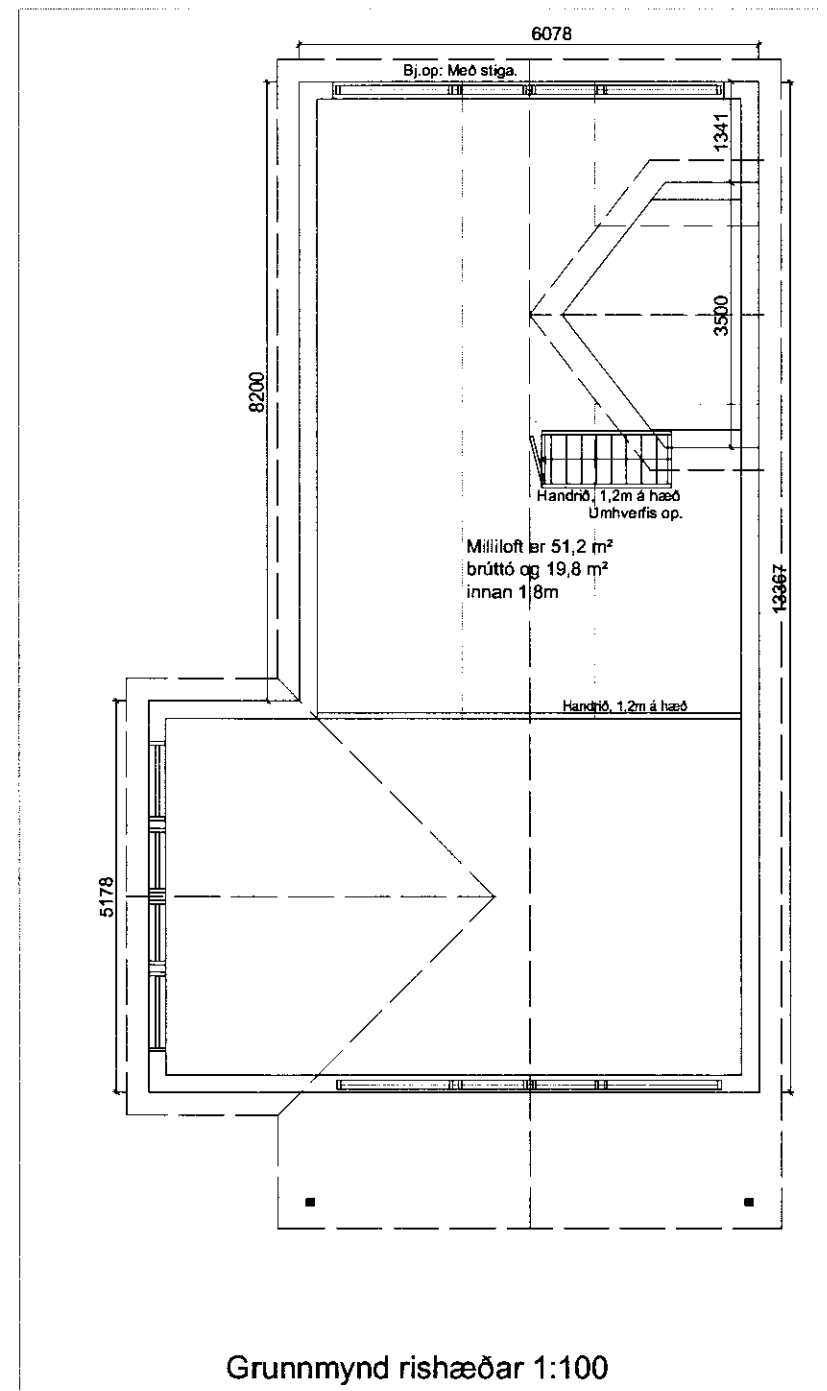 6078
Bj.op: Með stiga.
1341
3500
8200
Handrið, 1,2m á hæð
Umhverfis op.
Milliloft er 51,2 m²
brúttó og 19,8 m²
innan 1,8m
13367
Handrið, 1,2m á hæð
5178
Grunnmynd rishæðar 1:100